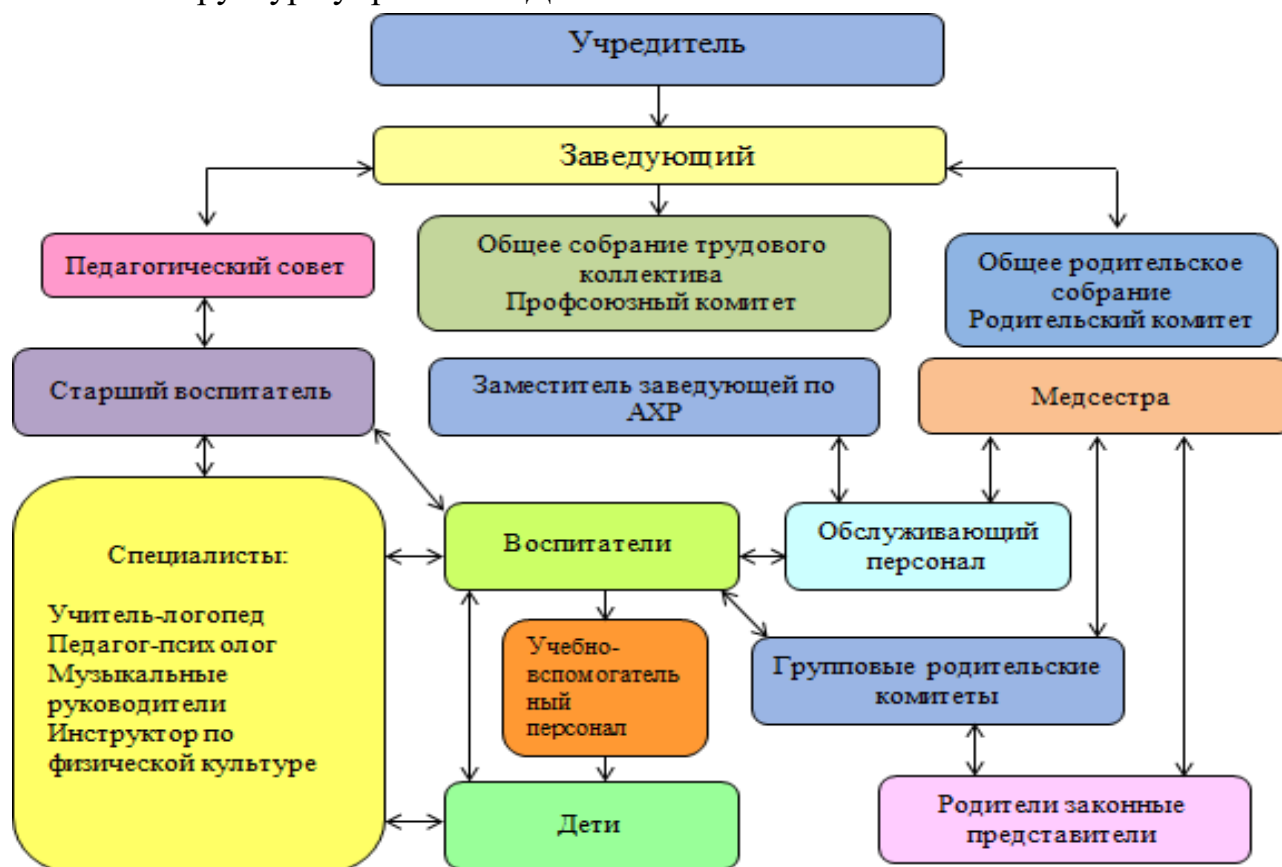 Учредитель
Заведующий
Педагогический совет
Общее собрание трудового
коллектива
Профсоюзный комитет
Общее родительское
собрание
Родительский комитет
Старший воспитатель
Заместитель заведующей по
АХР
Медсестра
Специалисты:
Учитель-логопед
Педагог-психолог
Музыкальные
руководители
Инструктор по
физической культуре
Воспитатели
Обслуживающий
персонал
Учебно-
вспомогатель
ный
персонал
Групповые родительские
комитеты
Дети
Родители законные
представители